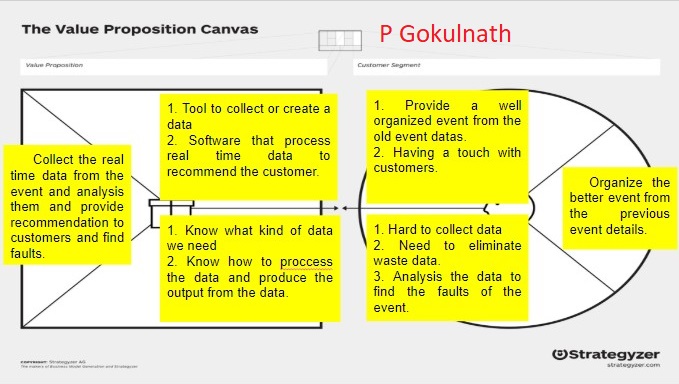 The Value Proposition Canvas
P Gokulnath
Value Proposition
Customer Segment
Collect the real
time data from the
event and analysis
them and provide
recommendation to
customers and find
faults.
1. Tool to collect or create a
data
2. Software that process
real time data to
recommend the customer.
1. Know what kind of data
we need
2. Know how to proccess
the data and produce the
output from the data.
1. Provide a well
organized event from the
old event datas.
2. Having a touch with
customers.
1. Hard to collect data
2. Need to eliminate
waste data.
3. Analysis the data to
find the faults of the
event.
Organize the
better event from
the previous
event details.
COPYRIGHT: Strategyzer AG
The makers of Business Model Generation and Strategyzer
Strategyzer
strategyzer.com